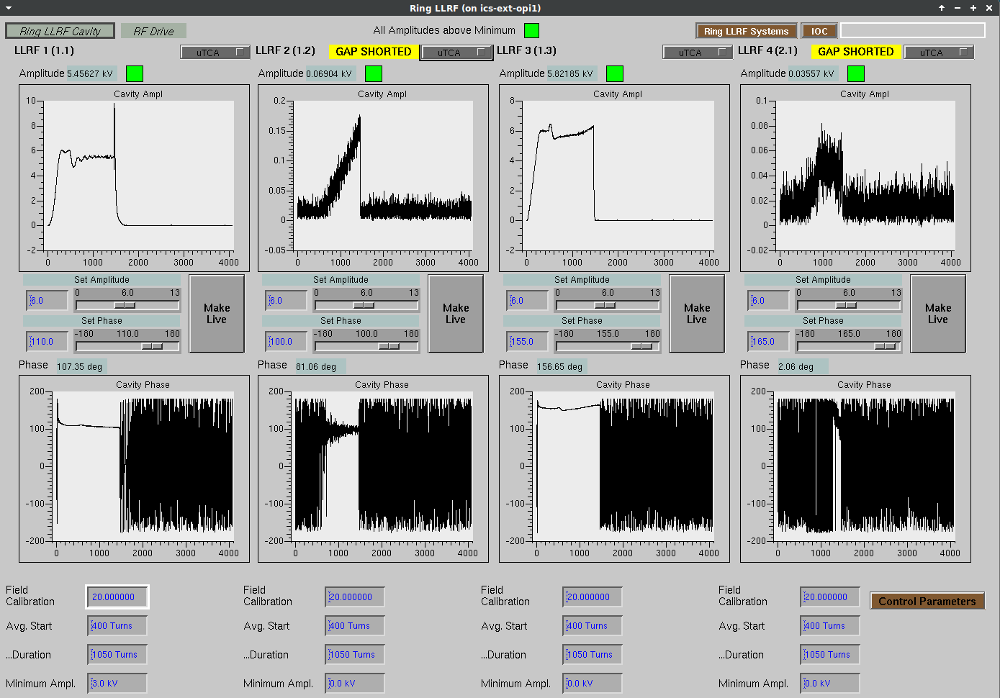 Ring LLRF (on ics-ext-opi1)
Ring LLRF Cavity RF Drive All Amplitudes above Minimum Ring LLRF Systems IOC
LLRF 1 (1.1) uTCA LLRF 2 (1.2) GAP SHORTED uTCA LLRF 3 (1.3) uTCA LLRF 4 (2.1) GAP SHORTED uTCA
Amplitude 5.45627 kV Amplitude 0.06904 kV Amplitude 5.82185 kV Amplitude 0.03557 kV
Cavity Ampl
10
8
6
4
2
0
-2
0 1000 2000 3000 4000
Cavity Ampl
0.2
0.15
0.1
0.05
0
-0.05
0 1000 2000 3000 4000
Cavity Ampl
8
6
4
2
0
-2
0 1000 2000 3000 4000
Cavity Ampl
0.1
0.08
0.06
0.04
0.02
0
-0.02
0 1000 2000 3000 4000
Set Amplitude
6.0 0 6.0 13
Set Phase
110.0 -180 110.0 180
Make
Live
Set Amplitude
6.0 0 6.0 13
Set Phase
100.0 -180 100.0 180
Make
Live
Set Amplitude
6.0 0 6.0 13
Set Phase
155.0 -180 155.0 180
Make
Live
Set Amplitude
6.0 0 6.0 13
Set Phase
165.0 -180 165.0 180
Make
Live
Phase 107.35 deg Phase 81.06 deg Phase 156.65 deg Phase 2.06 deg
Cavity Phase
200
100
0
-100
-200
0 1000 2000 3000 4000
Cavity Phase
200
100
0
-100
-200
0 1000 2000 3000 4000
Cavity Phase
200
100
0
-100
-200
0 1000 2000 3000 4000
Cavity Phase
200
100
0
-100
-200
0 1000 2000 3000 4000
Field
Calibration 20.000000
Avg. Start 400 Turns
...Duration 1050 Turns
Minimum Ampl. 3.0 kV
Field
Calibration 20.000000
Avg. Start 400 Turns
...Duration 1050 Turns
Minimum Ampl. 0.0 kV
Field
Calibration 20.000000
Avg. Start 400 Turns
...Duration 1050 Turns
Minimum Ampl. 0.0 kV
Field
Calibration 20.000000
Avg. Start 400 Turns
...Duration 1050 Turns
Minimum Ampl. 0.0 kV
Control Parameters